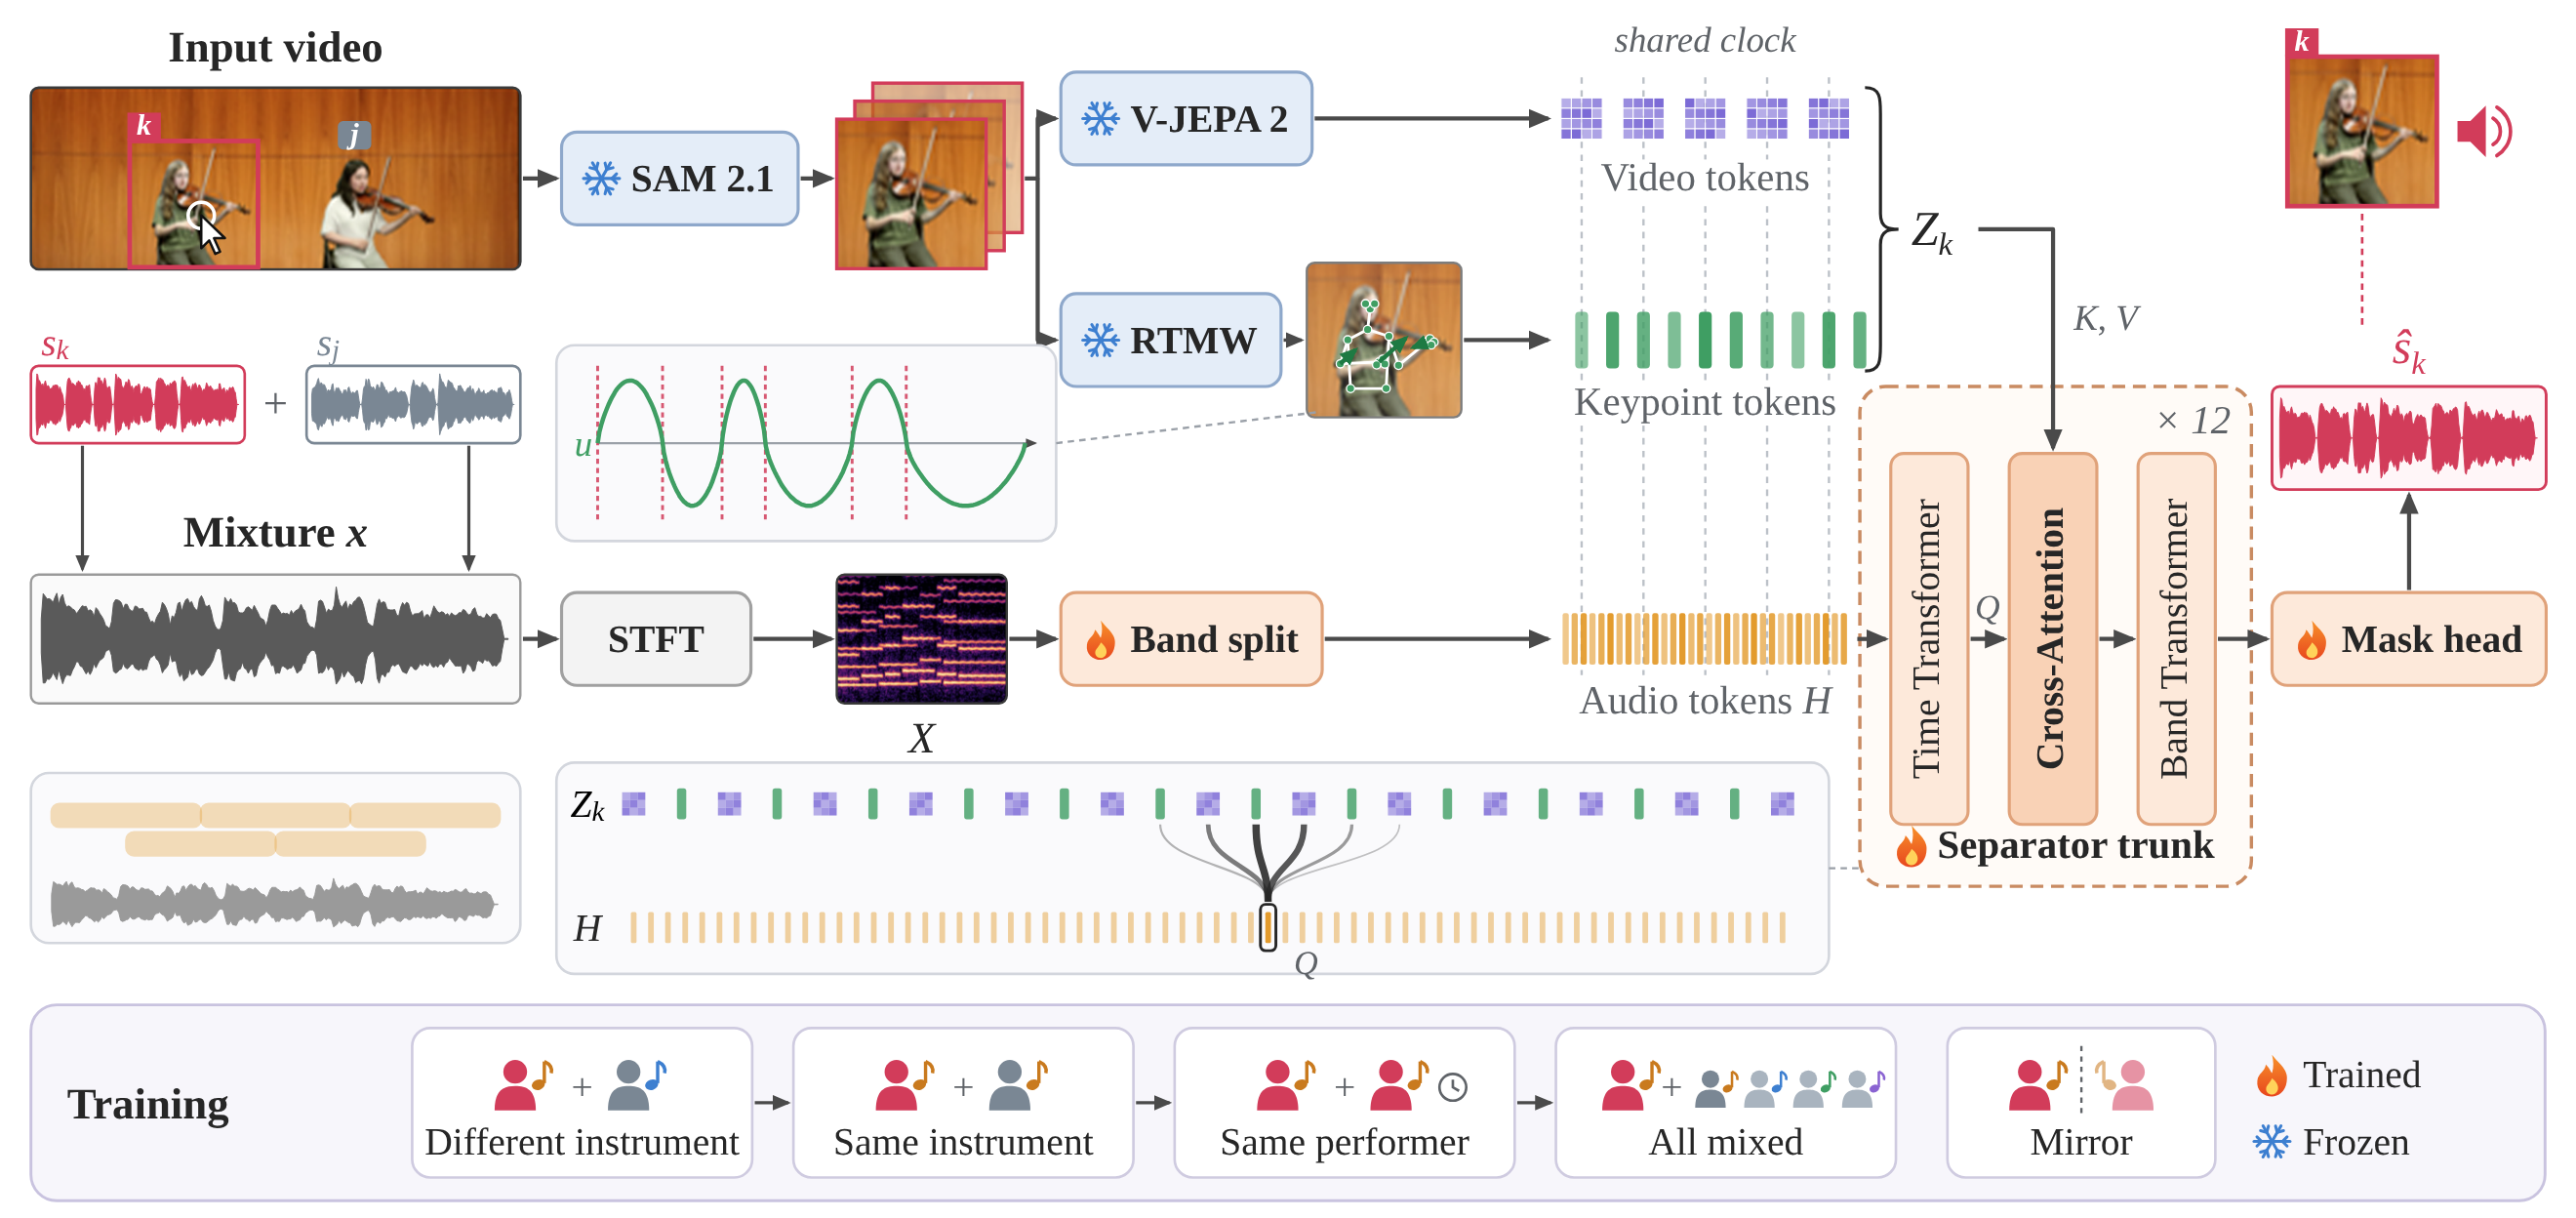 Input video
k
j
SAM 2.1
V-JEPA 2
RTMW
shared clock
Video tokens
Keypoint tokens
Z_k
K, V
k
ŝ_k
s_k
+
s_j
u
Mixture x
STFT
X
Band split
Audio tokens H
× 12
Time Transformer
Q
Cross-Attention
Band Transformer
Separator trunk
Mask head
Z_k
H
Q
Training
+
Different instrument
+
Same instrument
+
Same performer
+
All mixed
Mirror
Trained
Frozen